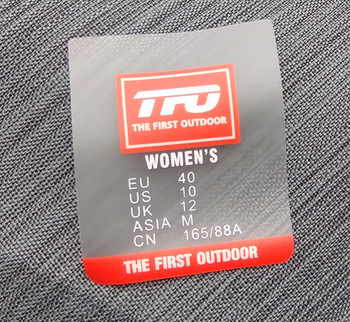 TFO
THE FIRST OUTDOOR
WOMEN'S
EU 40
US 10
UK 12
ASIA M
CN 165/88A
THE FIRST OUTDOOR